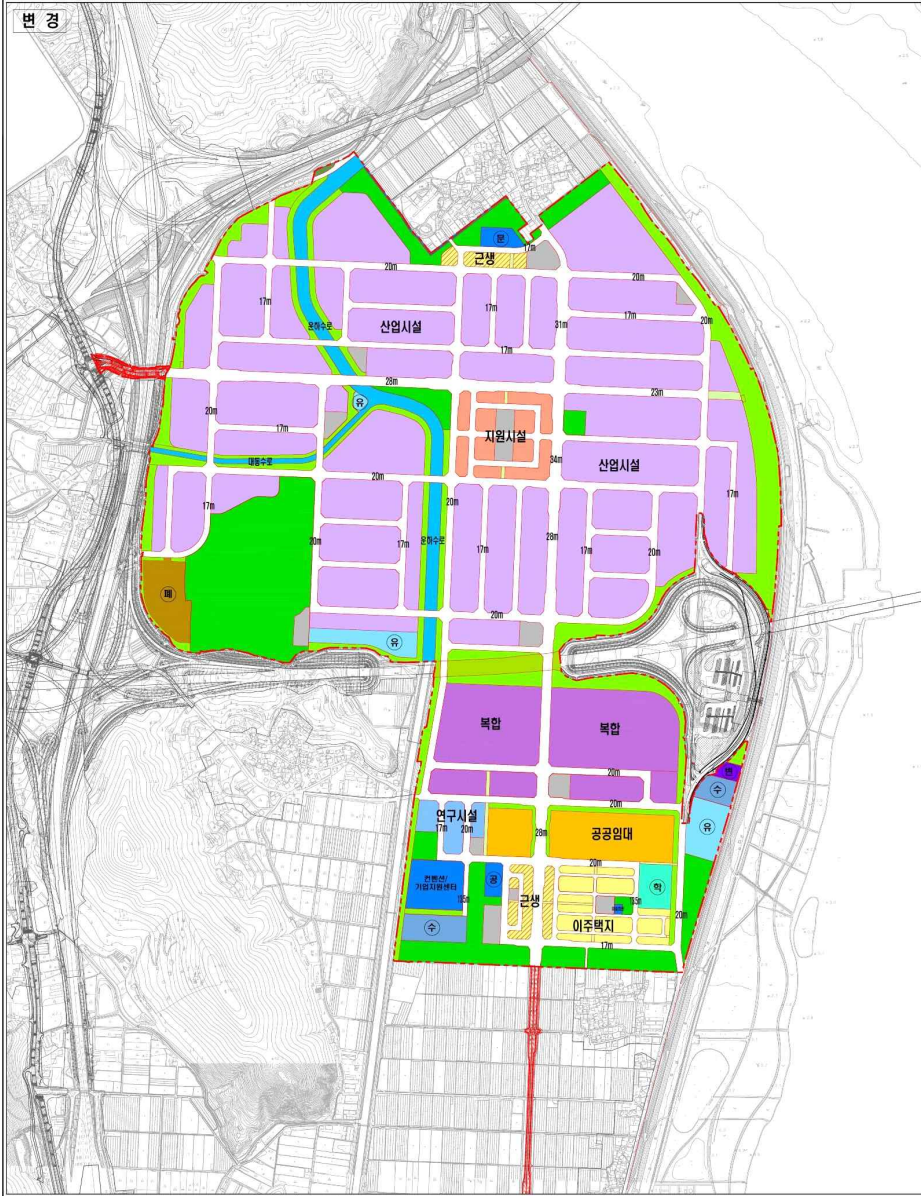 변 경
문
17m
근생
20m
20m
17m
17m
31m
17m
20m
운하수로
산업시설
17m
28m
23m
유
20m
17m
지원시설
34m
산업시설
대동수로
20m
17m
17m
20m
20m
17m
운하수로
17m
28m
17m
20m
폐
20m
유
복합
복합
20m
변
수
20m
연구시설
17m
20m
28m
공공임대
유
20m
컨벤션/
기업지원센터
공
학
근생
20m
수
이주택지
17m